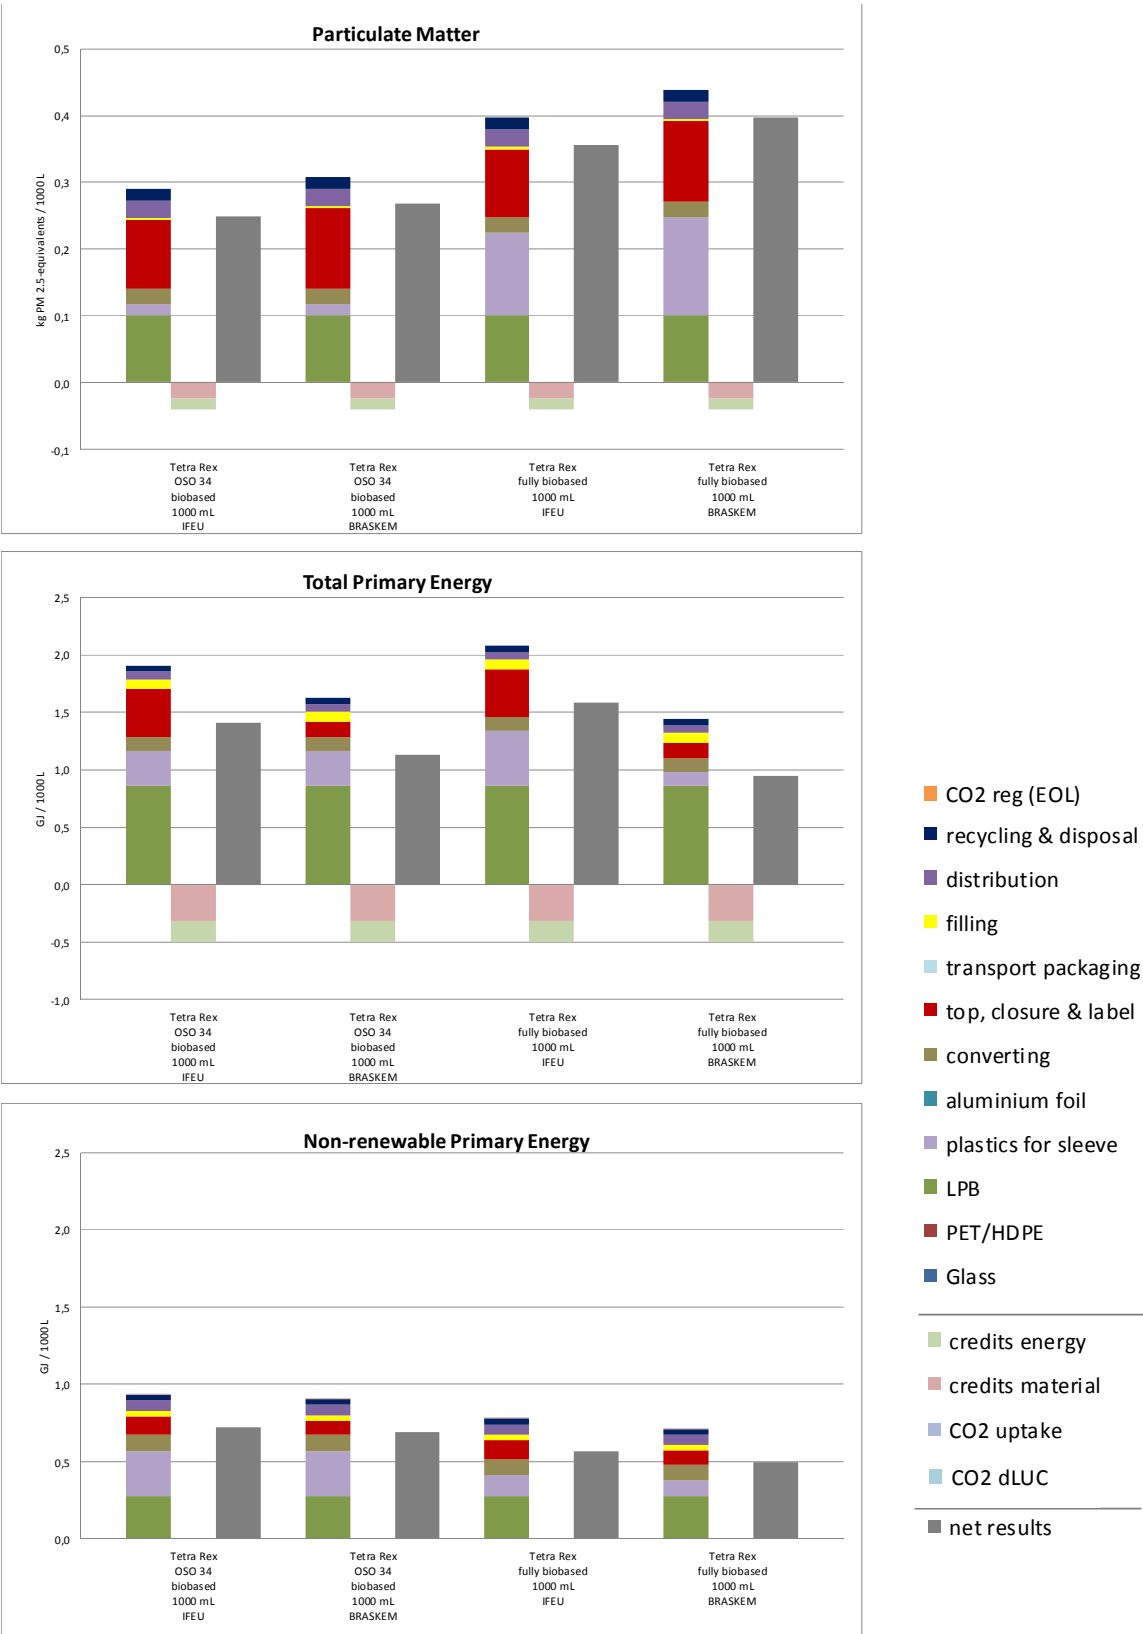 Particulate Matter
kg PM 2.5-equivalents / 1000 L
0,5
0,4
0,3
0,2
0,1
0,0
-0,1
Tetra Rex
OSO 34
biobased
1000 mL
IFEU
Tetra Rex
OSO 34
biobased
1000 mL
BRASKEM
Tetra Rex
fully biobased
1000 mL
IFEU
Tetra Rex
fully biobased
1000 mL
BRASKEM
Total Primary Energy
GJ / 1000 L
2,5
2,0
1,5
1,0
0,5
0,0
-0,5
-1,0
Tetra Rex
OSO 34
biobased
1000 mL
IFEU
Tetra Rex
OSO 34
biobased
1000 mL
BRASKEM
Tetra Rex
fully biobased
1000 mL
IFEU
Tetra Rex
fully biobased
1000 mL
BRASKEM
Non-renewable Primary Energy
GJ / 1000 L
2,5
2,0
1,5
1,0
0,5
0,0
Tetra Rex
OSO 34
biobased
1000 mL
IFEU
Tetra Rex
OSO 34
biobased
1000 mL
BRASKEM
Tetra Rex
fully biobased
1000 mL
IFEU
Tetra Rex
fully biobased
1000 mL
BRASKEM
CO2 reg (EOL)
recycling & disposal
distribution
filling
transport packaging
top, closure & label
converting
aluminium foil
plastics for sleeve
LPB
PET/HDPE
Glass
credits energy
credits material
CO2 uptake
CO2 dLUC
net results